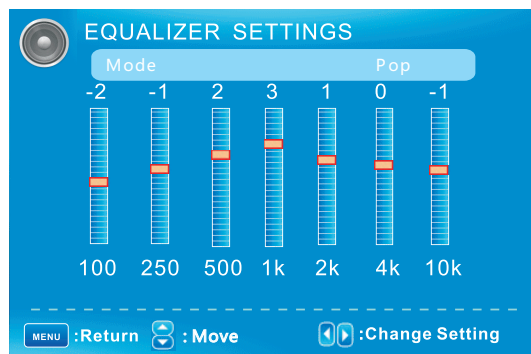 EQUALIZER SETTINGS
Mode Pop
-2 -1 2 3 1 0 -1
100 250 500 1k 2k 4k 10k
MENU :Return : Move :Change Setting